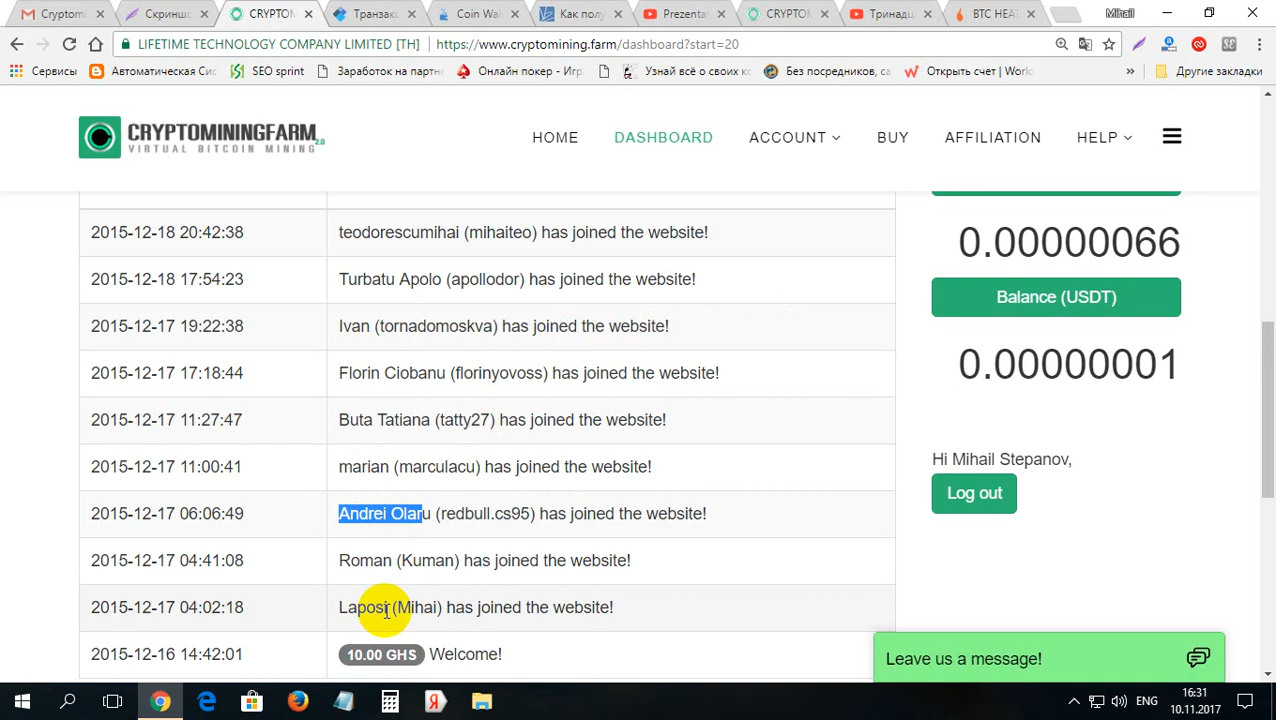 Cryptomi
Скриншо
CRYPTOM
Транзак
Coin Wal
Как полу
Prezentat
CRYPTOM
Тринадц
BTC HEA
Mihail
LIFETIME TECHNOLOGY COMPANY LIMITED [TH] https://www.cryptomining.farm/dashboard?start=20
Сервисы Автоматическая Сис SEO sprint Заработок на партн Онлайн покер - Игр Узнай всё о своих ко Без посредников, са Открыть счет | Worl » Другие закладки
CRYPTOMININGFARM 2.0
VIRTUAL BITCOIN MINING
HOME DASHBOARD ACCOUNT BUY AFFILIATION HELP
2015-12-18 20:42:38 teodorescumihai (mihaiteo) has joined the website!
2015-12-18 17:54:23 Turbatu Apolo (apollodor) has joined the website!
2015-12-17 19:22:38 Ivan (tornadomoskva) has joined the website!
2015-12-17 17:18:44 Florin Ciobanu (florinyovoss) has joined the website!
2015-12-17 11:27:47 Buta Tatiana (tatty27) has joined the website!
2015-12-17 11:00:41 marian (marculacu) has joined the website!
2015-12-17 06:06:49 Andrei Olaru (redbull.cs95) has joined the website!
2015-12-17 04:41:08 Roman (Kuman) has joined the website!
2015-12-17 04:02:18 Laposi (Mihai) has joined the website!
2015-12-16 14:42:01 10.00 GHS Welcome!
0.00000066
Balance (USDT)
0.00000001
Hi Mihail Stepanov,
Log out
Leave us a message!
ENG
16:31
10.11.2017